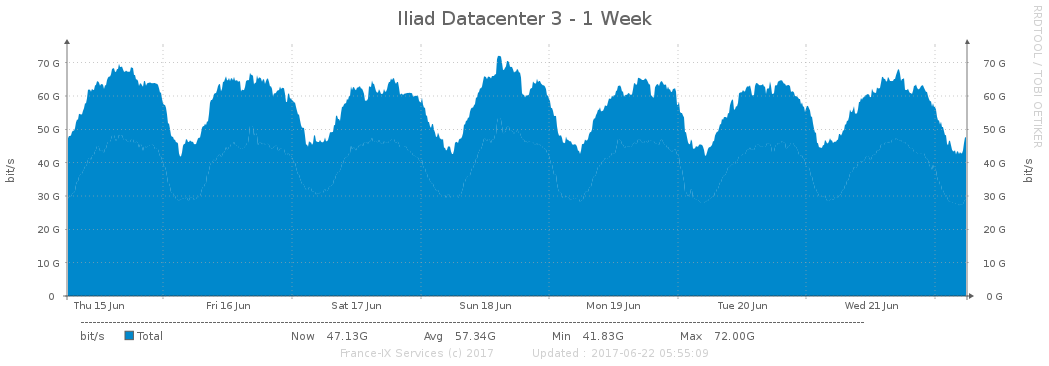 Iliad Datacenter 3 - 1 Week
RRDTOOL / TOBI OETIKER
bit/s
bit/s
70 G
60 G
50 G
40 G
30 G
20 G
10 G
0
70 G
60 G
50 G
40 G
30 G
20 G
10 G
0 G
Thu 15 Jun Fri 16 Jun Sat 17 Jun Sun 18 Jun Mon 19 Jun Tue 20 Jun Wed 21 Jun
bit/s Total Now 47.13G Avg 57.34G Min 41.83G Max 72.00G
France-IX Services (c) 2017 Updated : 2017-06-22 05:55:09